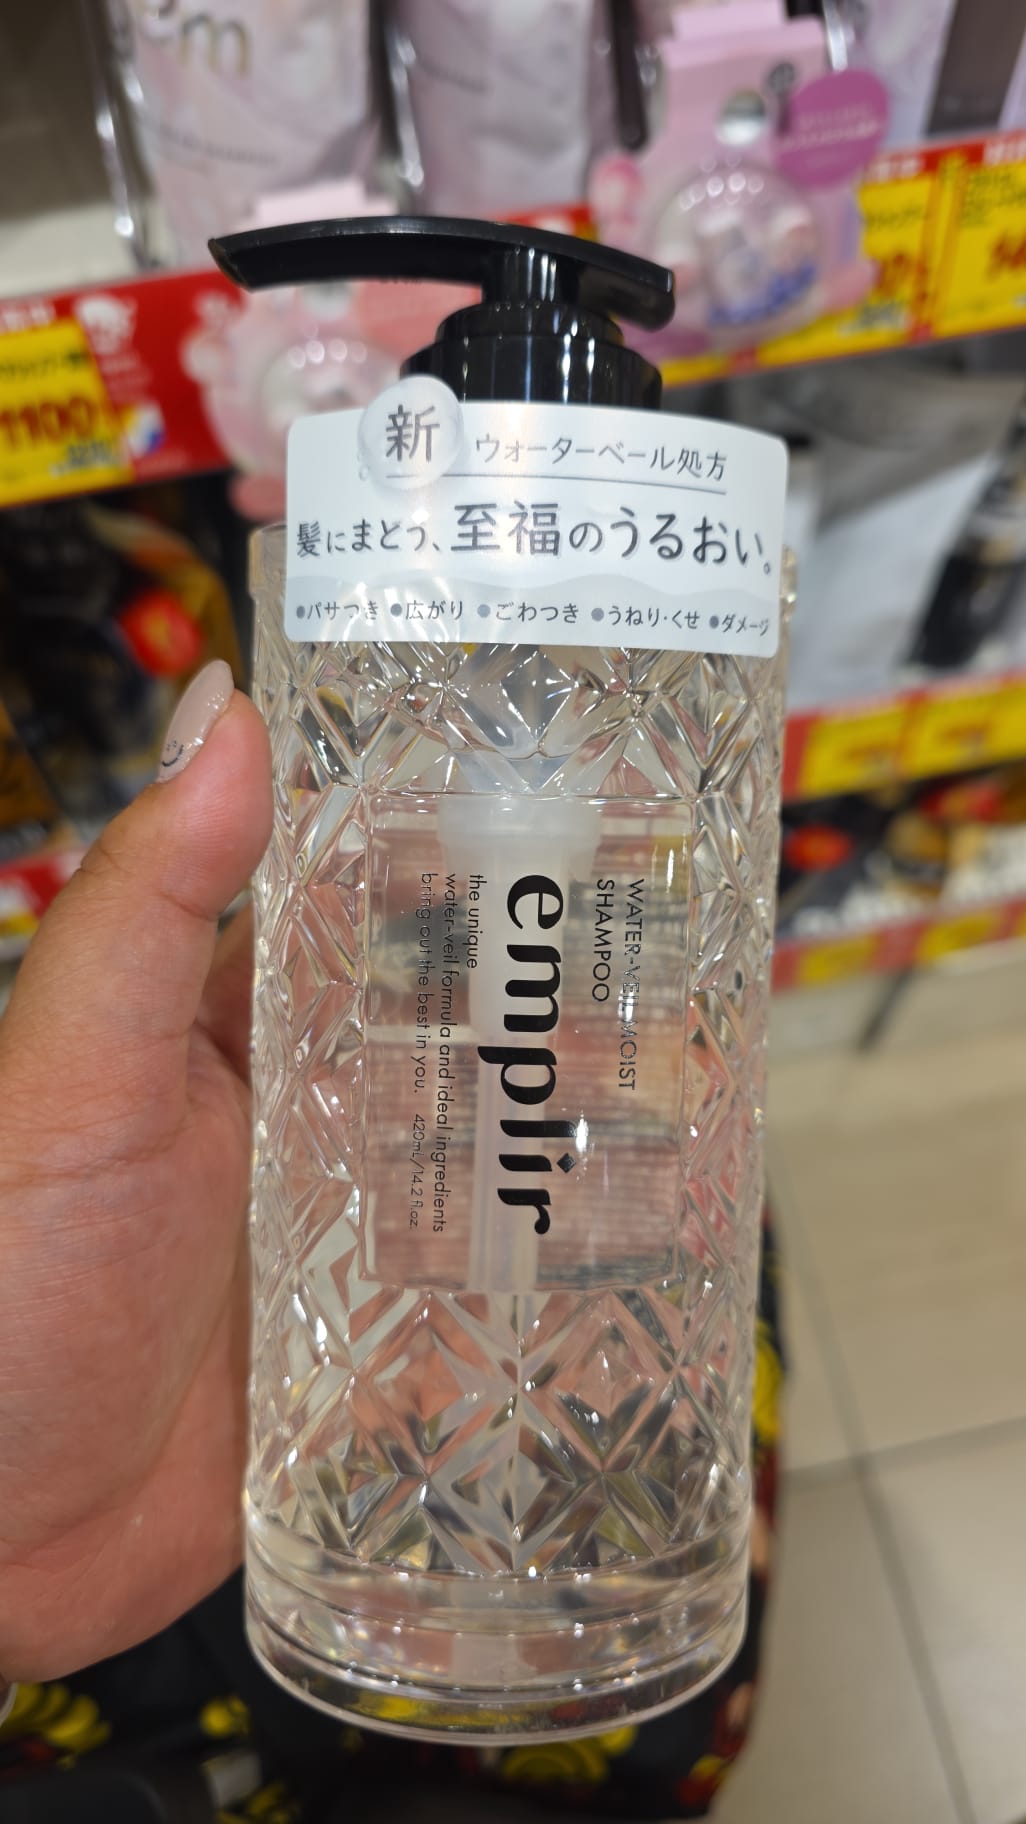 新 ウォーターベール処方
髪にまとう、至福のうるおい。
●パサつき ●広がり ●ごわつき ●うねり・くせ ●ダメージ
WATER-VEIL MOIST
SHAMPOO
emplir
the unique
water-veil formula and ideal ingredients
bring out the best in you. 420mL/14.2 fl.oz.
1100